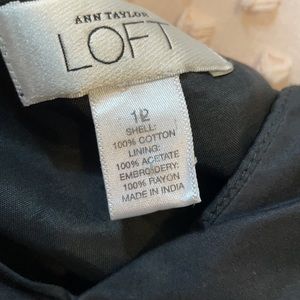 ANN TAYLOR
LOFT
12
SHELL:
100% COTTON
LINING:
100% ACETATE
EMBROIDERY:
100% RAYON
MADE IN INDIA